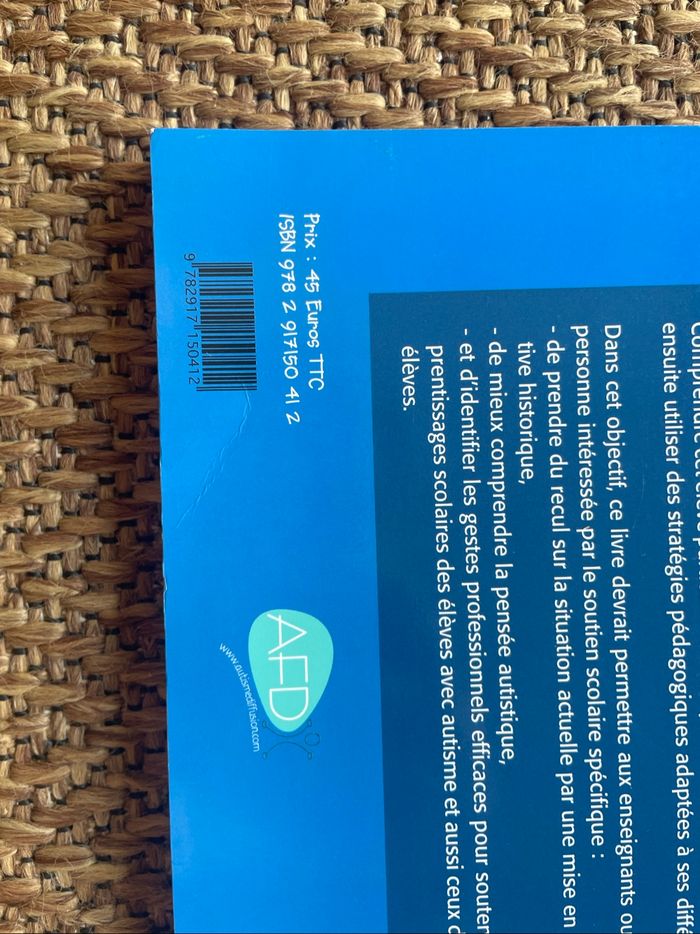 ensuite utiliser des stratégies pédagogiques adaptées à ses diffé
Dans cet objectif, ce livre devrait permettre aux enseignants ou
personne intéressée par le soutien scolaire spécifique :
- de prendre du recul sur la situation actuelle par une mise en
tive historique,
- de mieux comprendre la pensée autistique,
- et d'identifier les gestes professionnels efficaces pour souten
prentissages scolaires des élèves avec autisme et aussi ceux d
élèves.
Prix : 45 Euros TTC
ISBN 978 2 917150 41 2
9 782917 150412
AFD
www.autismediffusion.com